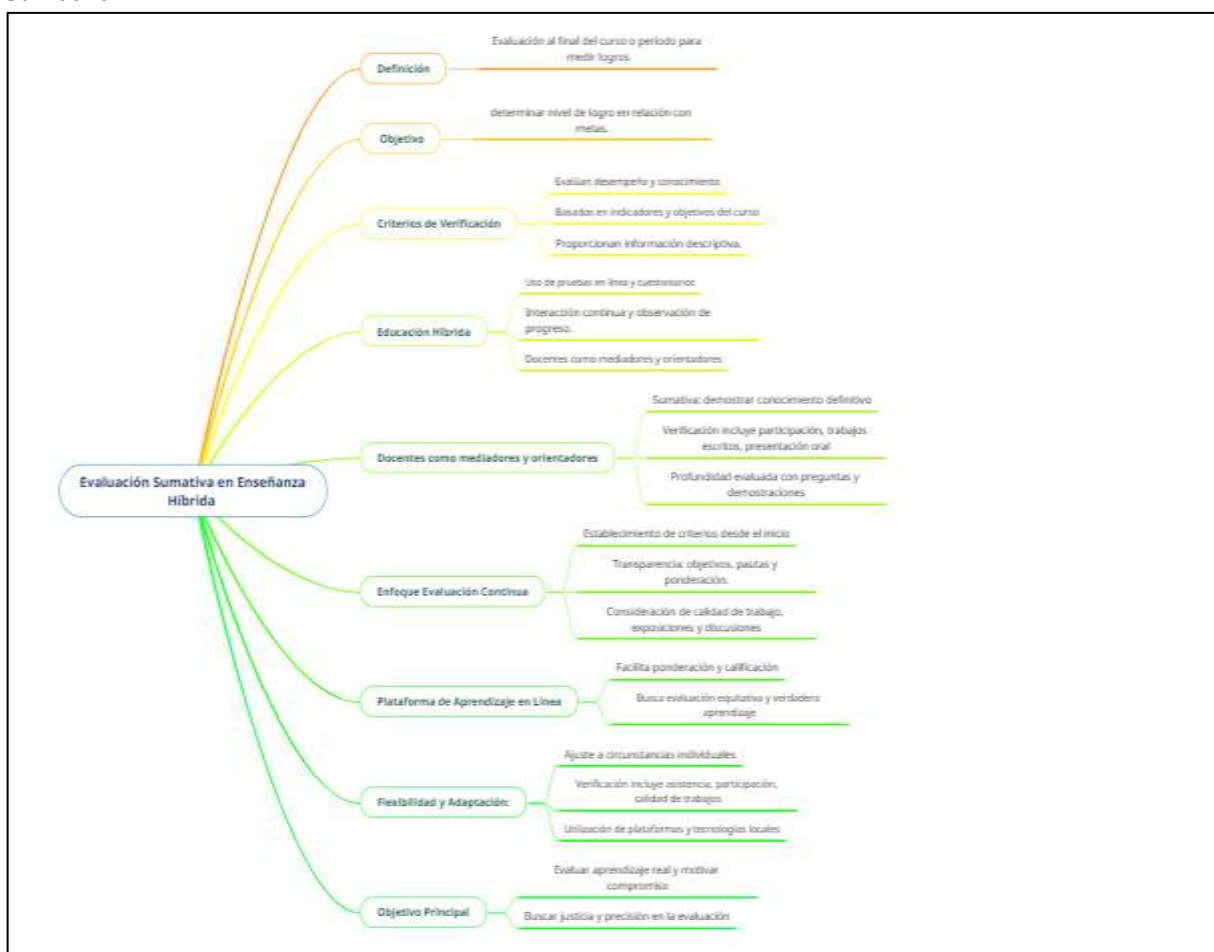 Evaluación al final del curso o período para
medir logros
Definición
determinar nivel de logro en relación con
metas.
Objetivo
Evalúan desempeño y conocimiento
Basados en indicadores y objetivos del curso
Criterios de Verificación
Proporcionan información descriptiva.
Uso de pruebas en línea y cuestionarios
Interacción continua y observación de
progreso.
Educación Híbrida
Docentes como mediadores y orientadores
Sumativa: demostrar conocimiento definitivo
Verificación incluye participación, trabajos
escritos, presentación oral
Docentes como mediadores y orientadores
Profundidad evaluada con preguntas y
demostraciones
Evaluación Sumativa en Enseñanza
Híbrida
Establecimiento de criterios desde el inicio
Transparencia: objetivos, pautas y
ponderación.
Enfoque Evaluación Continua
Consideración de calidad de trabajo,
exposiciones y discusiones
Facilita ponderación y calificación
Plataforma de Aprendizaje en Línea
Busca evaluación equitativa y verdadero
aprendizaje
Ajuste a circunstancias individuales
Verificación incluye asistencia, participación,
calidad de trabajos
Flexibilidad y Adaptación:
Utilización de plataformas y tecnologías locales
Evaluar aprendizaje real y motivar
compromiso
Objetivo Principal
Buscar justicia y precisión en la evaluación